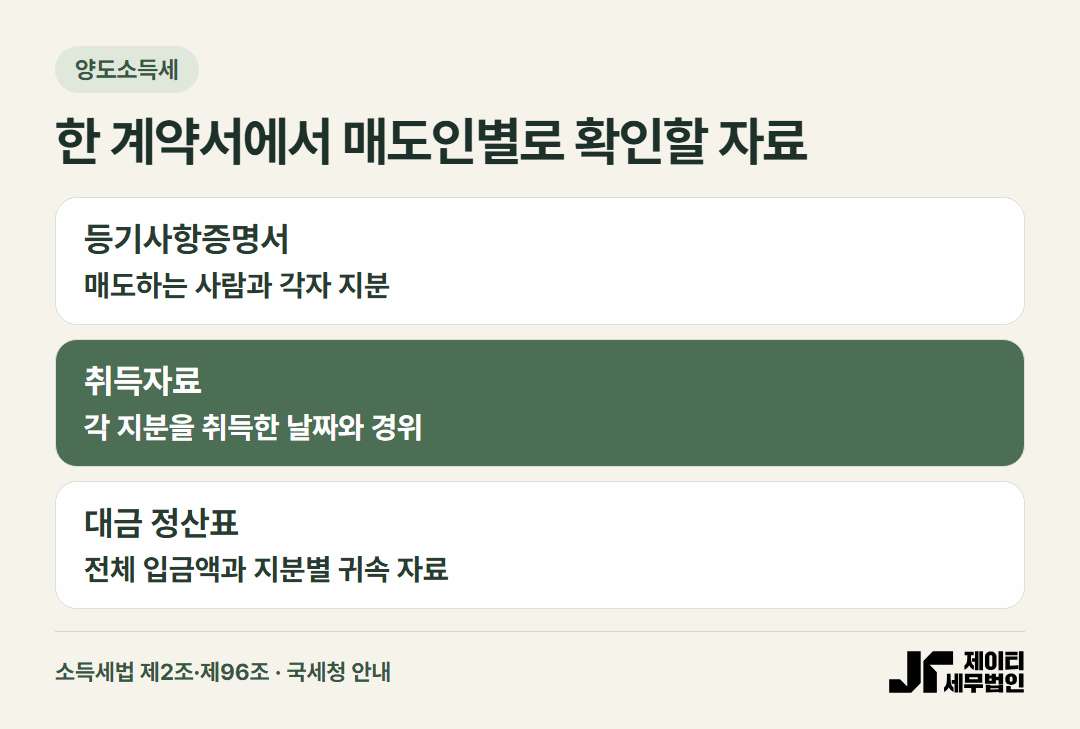 양도소득세
한 계약서에서 매도인별로 확인할 자료
등기사항증명서
매도하는 사람과 각자 지분
취득자료
각 지분을 취득한 날짜와 경위
대금 정산표
전체 입금액과 지분별 귀속 자료
소득세법 제2조·제96조 · 국세청 안내
제이티
세무법인